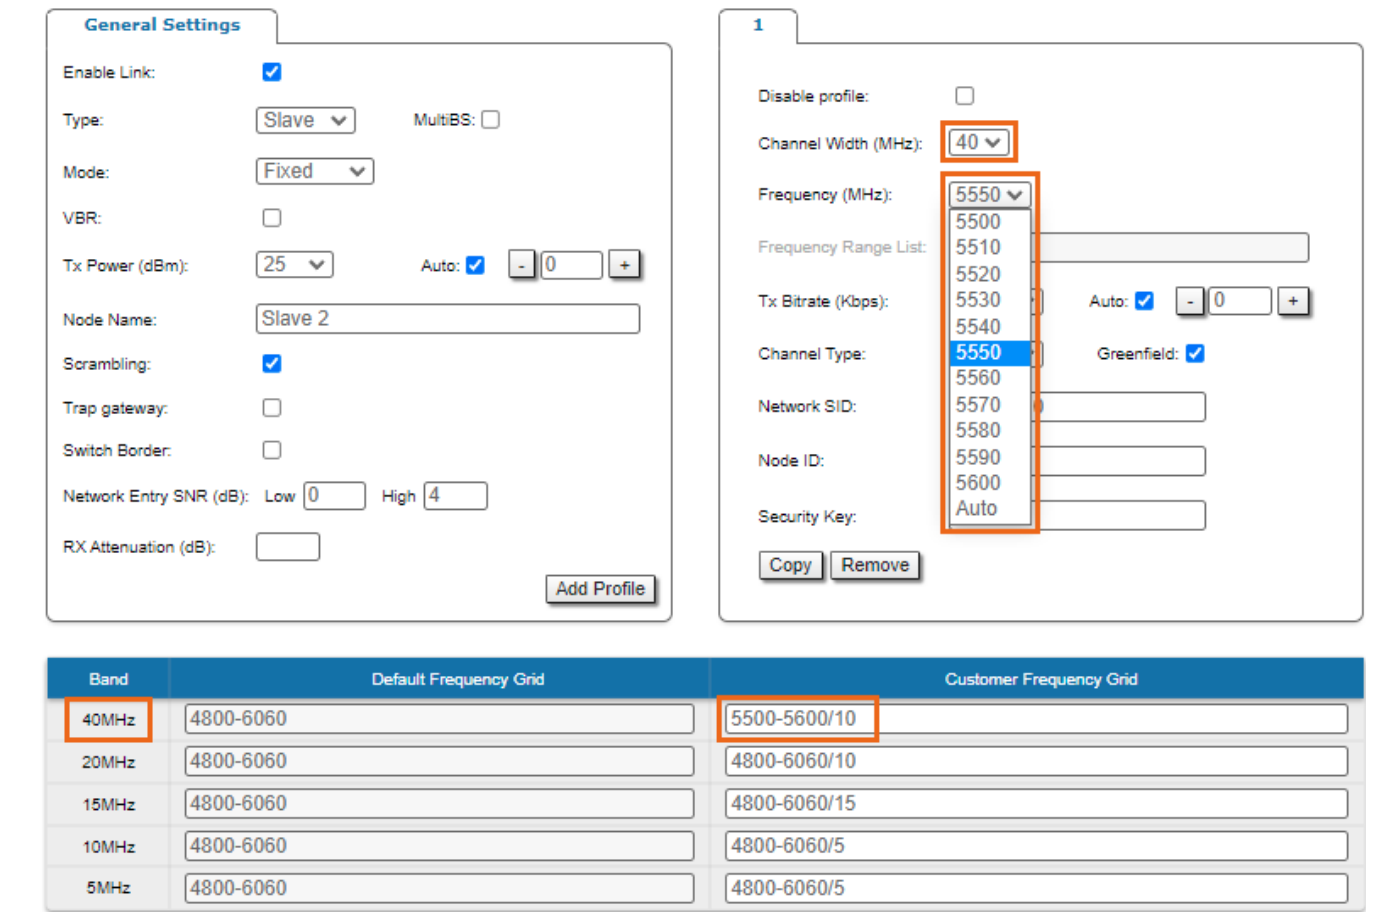 General Settings
Enable Link:
Type: Slave MultiBS:
Mode: Fixed
VBR:
Tx Power (dBm): 25 Auto: - 0 +
Node Name: Slave 2
Scrambling:
Trap gateway:
Switch Border:
Network Entry SNR (dB): Low 0 High 4
RX Attenuation (dB):
Add Profile
1
Disable profile:
Channel Width (MHz): 40
Frequency (MHz): 5550
5500
Frequency Range List: 5510
5520
Tx Bitrate (Kbps): 5530 Auto: - 0 +
5540
Channel Type: 5550 Greenfield:
5560
Network SID: 5570
5580
Node ID: 5590
5600
Security Key: Auto
Copy Remove
Band Default Frequency Grid Customer Frequency Grid
40MHz 4800-6060 5500-5600/10
20MHz 4800-6060 4800-6060/10
15MHz 4800-6060 4800-6060/15
10MHz 4800-6060 4800-6060/5
5MHz 4800-6060 4800-6060/5